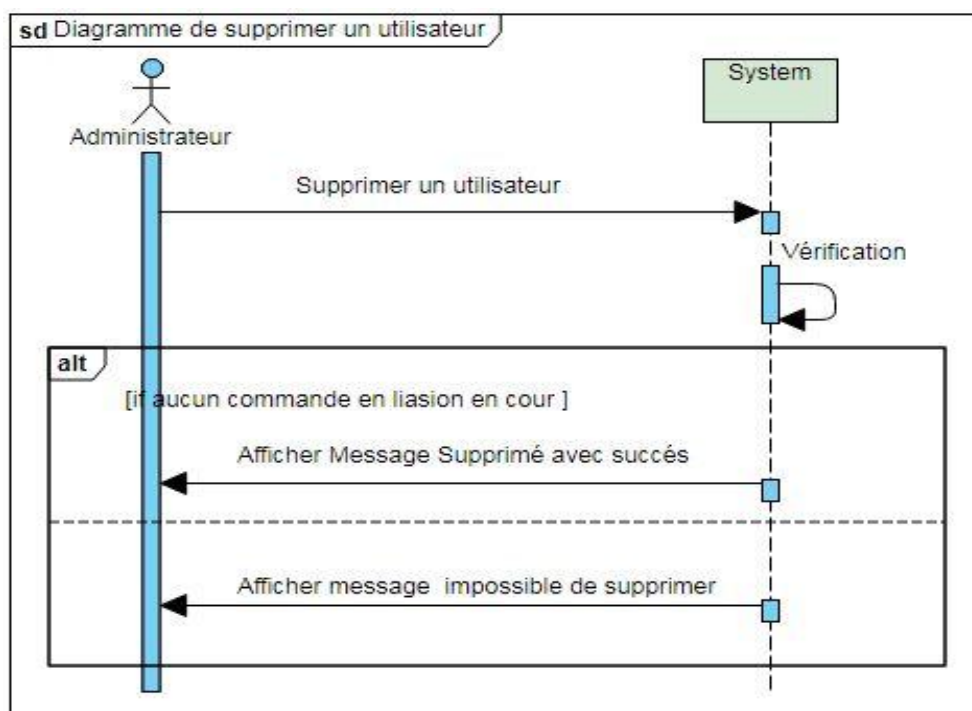 sd Diagramme de supprimer un utilisateur
System
Administrateur
Supprimer un utilisateur
Vérification
alt
[if aucun commande en liasion en cour ]
Afficher Message Supprimé avec succés
Afficher message impossible de supprimer